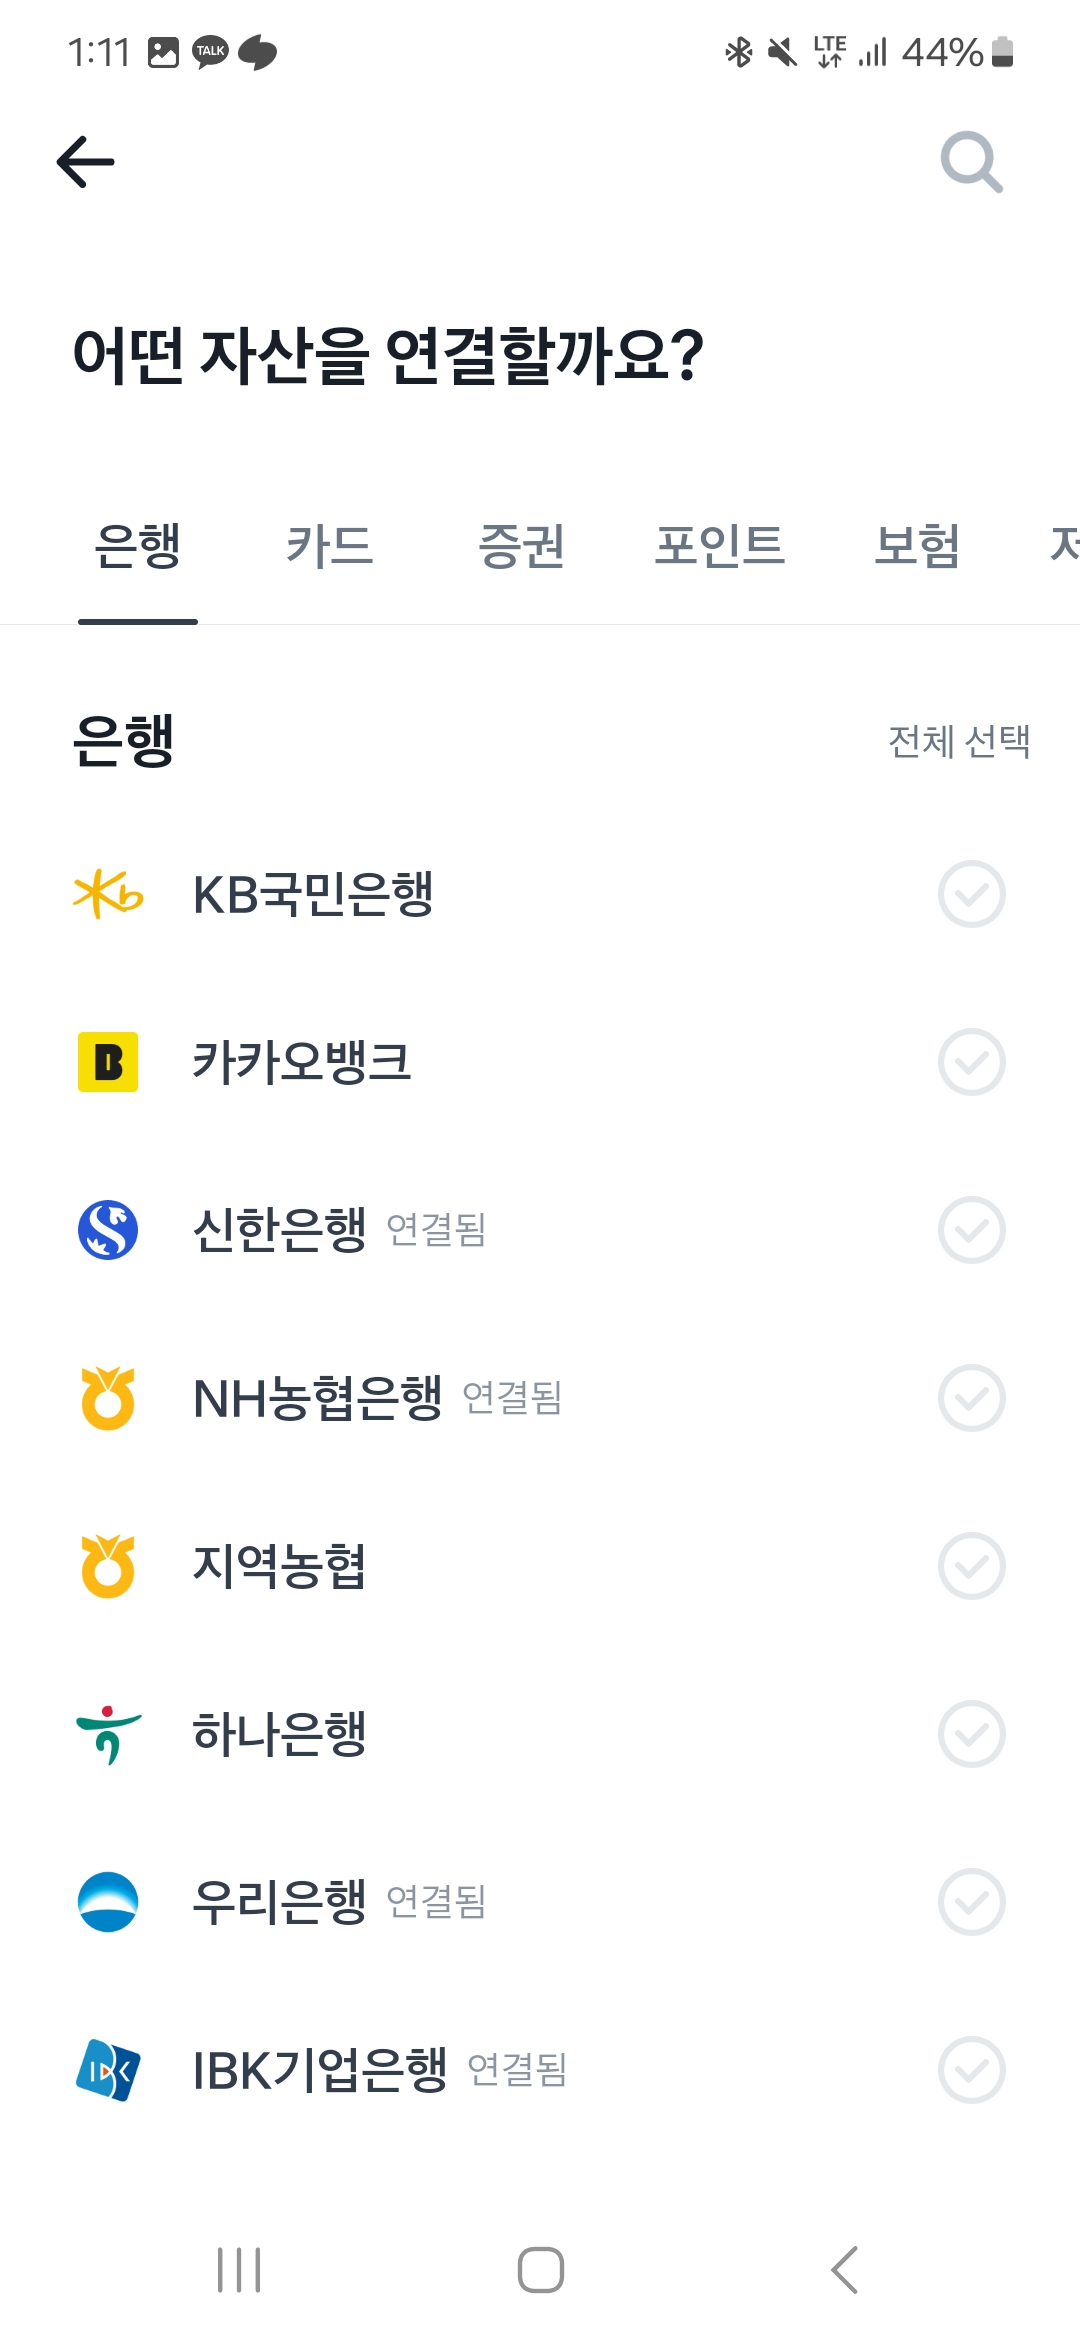 1:11 TALK LTE 44%
어떤 자산을 연결할까요?
은행 카드 증권 포인트 보험
은행 전체 선택
KB국민은행
B 카카오뱅크
신한은행 연결됨
NH농협은행 연결됨
지역농협
하나은행
우리은행 연결됨
IBK IBK기업은행 연결됨